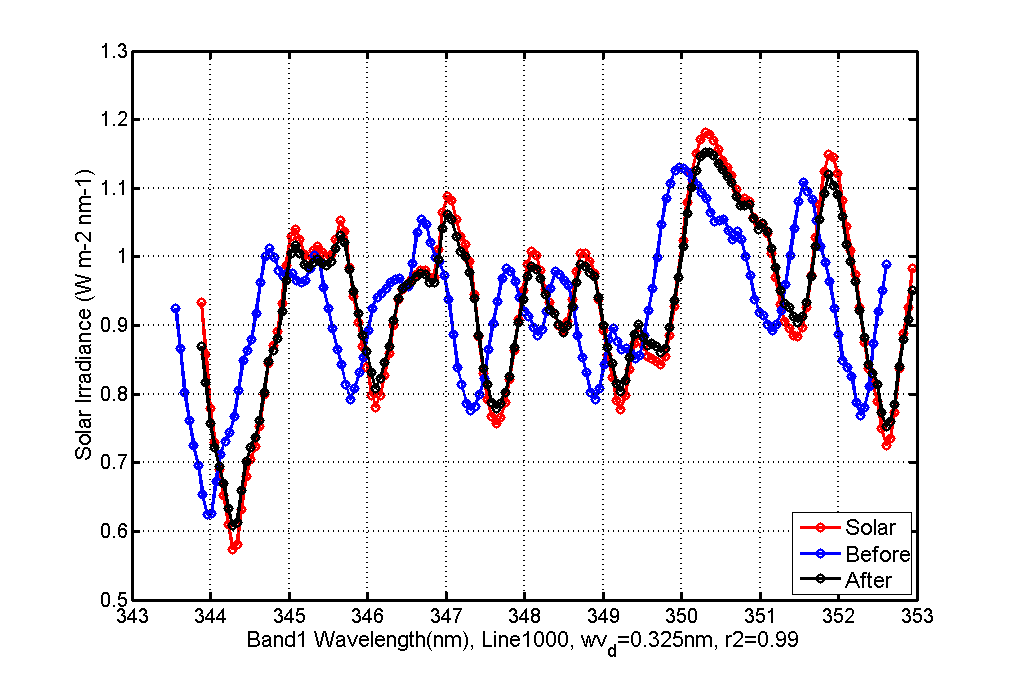 1.3
1.2
1.1
1
0.9
0.8
0.7
0.6
0.5
Solar Irradiance (W m-2 nm-1)
Solar
Before
After
343 344 345 346 347 348 349 350 351 352 353
Band1 Wavelength(nm), Line1000, wv_d=0.325nm, r2=0.99